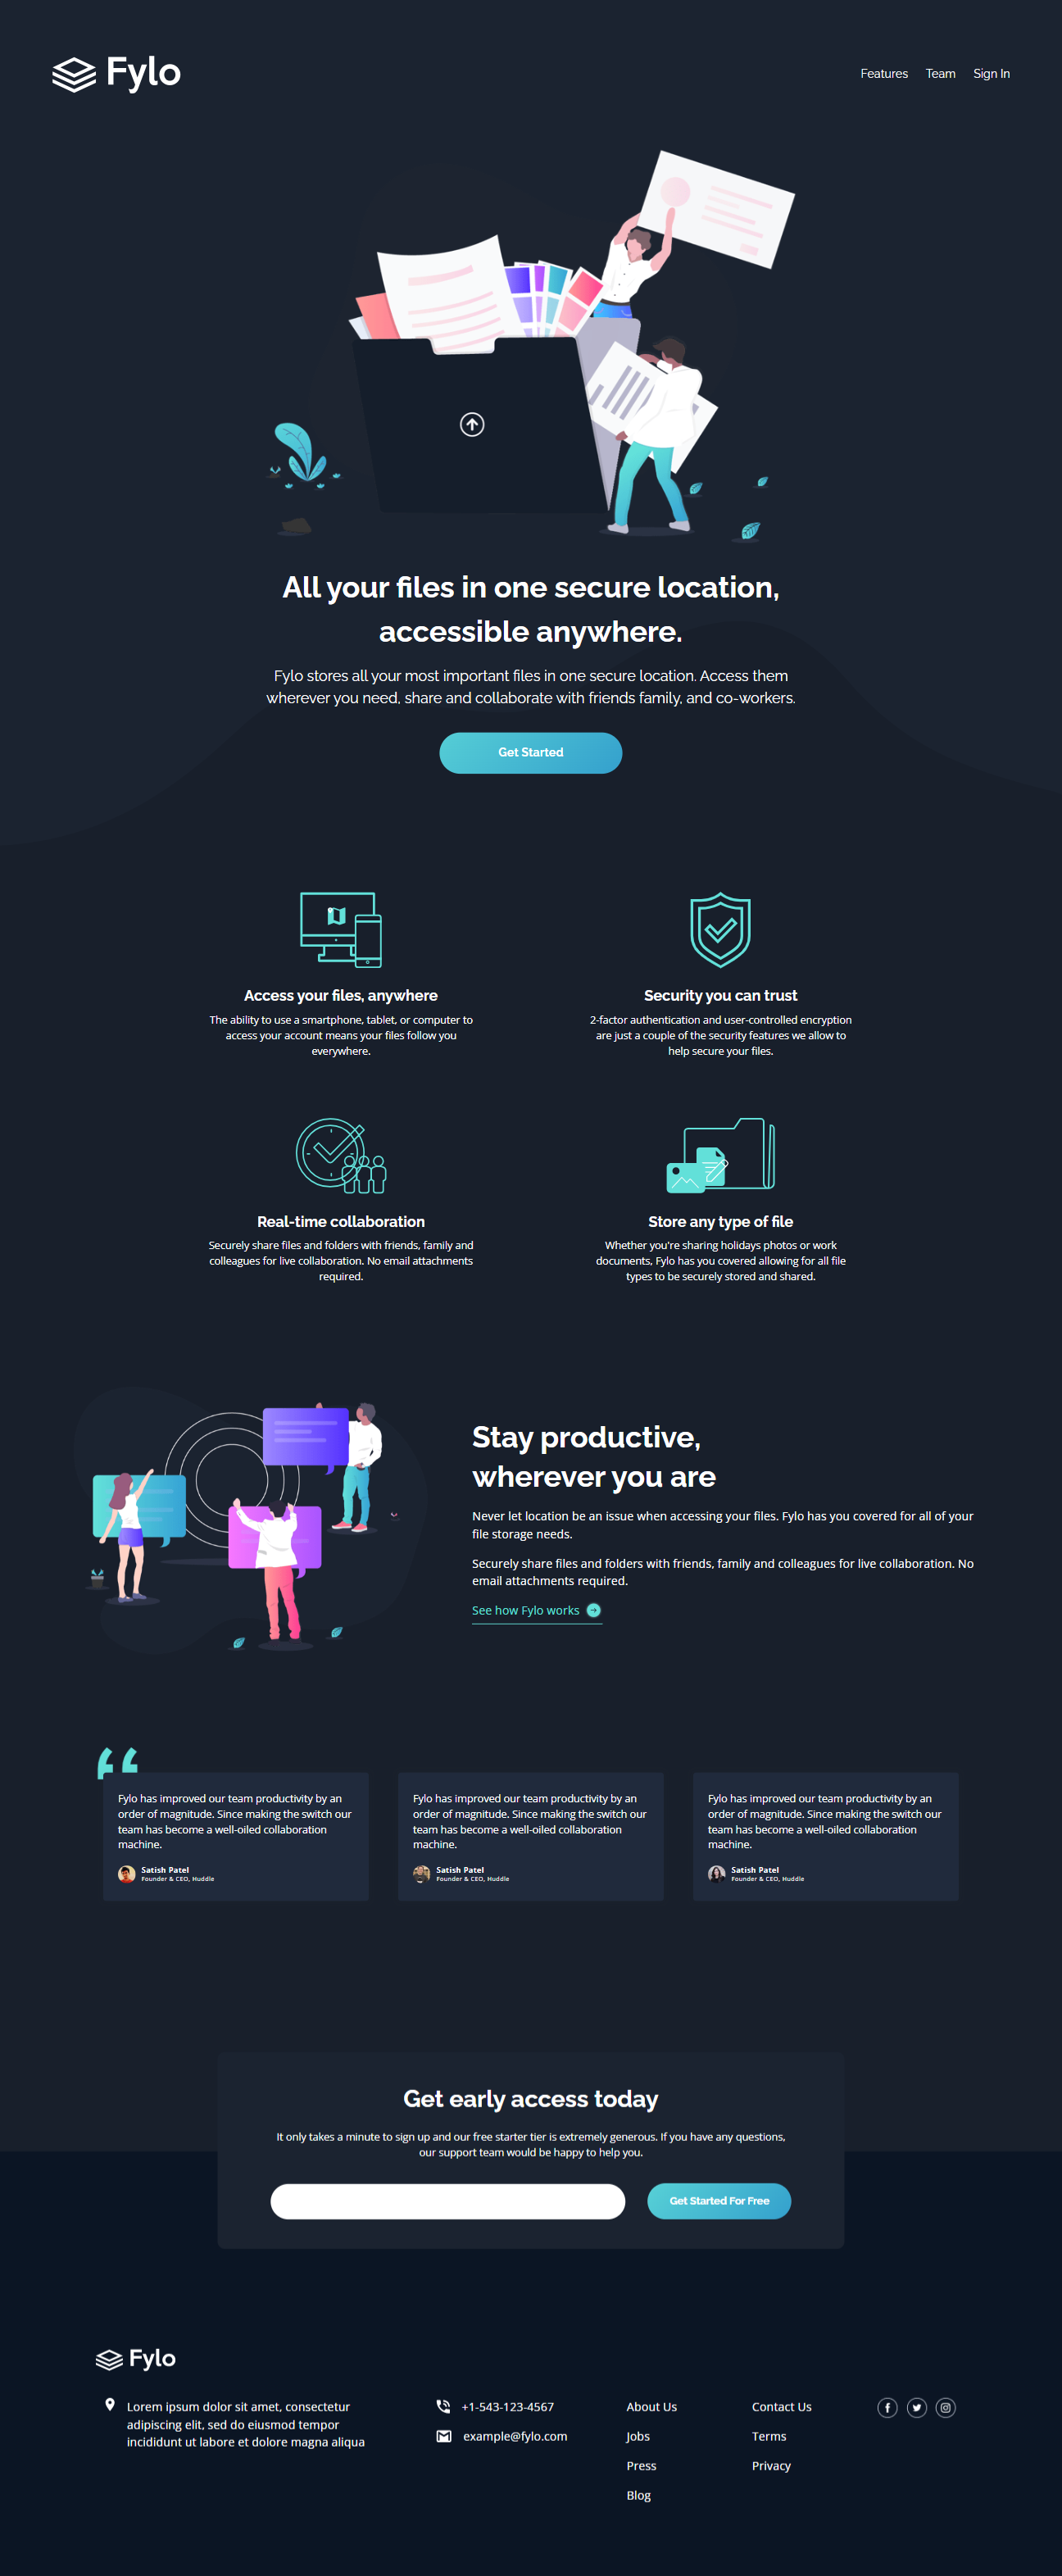 Fylo
Features Team Sign In
All your files in one secure location,
accessible anywhere.
Fylo stores all your most important files in one secure location. Access them
wherever you need, share and collaborate with friends family, and co-workers.
Get Started
Access your files, anywhere
The ability to use a smartphone, tablet, or computer to
access your account means your files follow you
everywhere.
Security you can trust
2-factor authentication and user-controlled encryption
are just a couple of the security features we allow to
help secure your files.
Real-time collaboration
Securely share files and folders with friends, family and
colleagues for live collaboration. No email attachments
required.
Store any type of file
Whether you're sharing holidays photos or work
documents, Fylo has you covered allowing for all file
types to be securely stored and shared.
Stay productive,
wherever you are
Never let location be an issue when accessing your files. Fylo has you covered for all of your
file storage needs.
Securely share files and folders with friends, family and colleagues for live collaboration. No
email attachments required.
See how Fylo works
“
Fylo has improved our team productivity by an
order of magnitude. Since making the switch our
team has become a well-oiled collaboration
machine.
Satish Patel
Founder & CEO, Huddle
Fylo has improved our team productivity by an
order of magnitude. Since making the switch our
team has become a well-oiled collaboration
machine.
Satish Patel
Founder & CEO, Huddle
Fylo has improved our team productivity by an
order of magnitude. Since making the switch our
team has become a well-oiled collaboration
machine.
Satish Patel
Founder & CEO, Huddle
Get early access today
It only takes a minute to sign up and our free starter tier is extremely generous. If you have any questions,
our support team would be happy to help you.
Get Started For Free
Fylo
Lorem ipsum dolor sit amet, consectetur
adipiscing elit, sed do eiusmod tempor
incididunt ut labore et dolore magna aliqua
+1-543-123-4567
example@fylo.com
About Us
Jobs
Press
Blog
Contact Us
Terms
Privacy